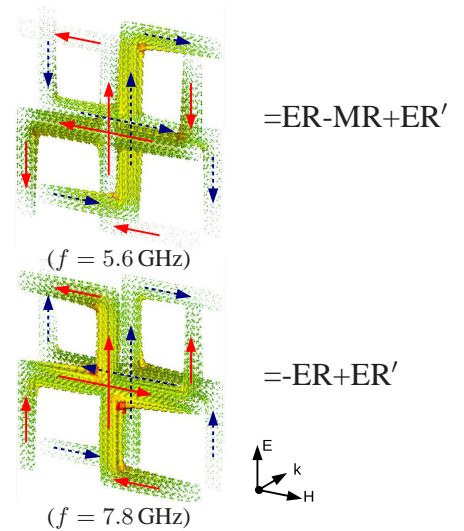 =ER-MR+ER′
(f = 5.6 GHz)
=-ER+ER′
E
k
H
(f = 7.8 GHz)